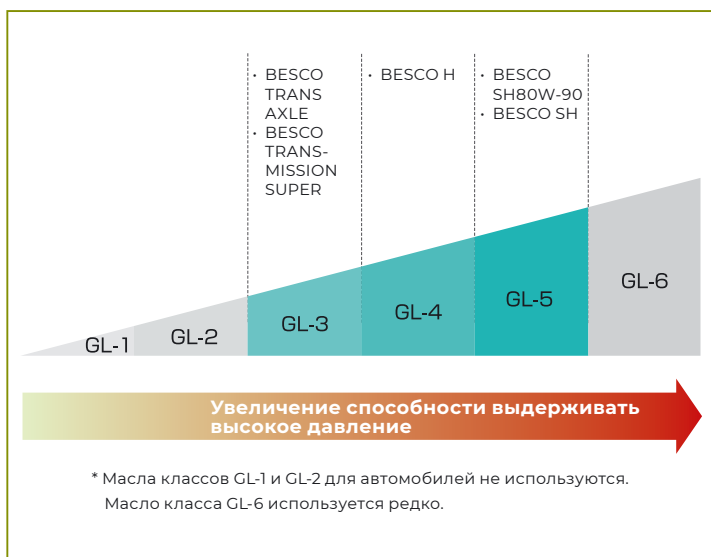 · BESCO
TRANS
AXLE
· BESCO
TRANS-
MISSION
SUPER
· BESCO H
· BESCO
SH80W-90
· BESCO SH
GL-1
GL-2
GL-3
GL-4
GL-5
GL-6
Увеличение способности выдерживать
высокое давление
* Масла классов GL-1 и GL-2 для автомобилей не используются.
Масло класса GL-6 используется редко.